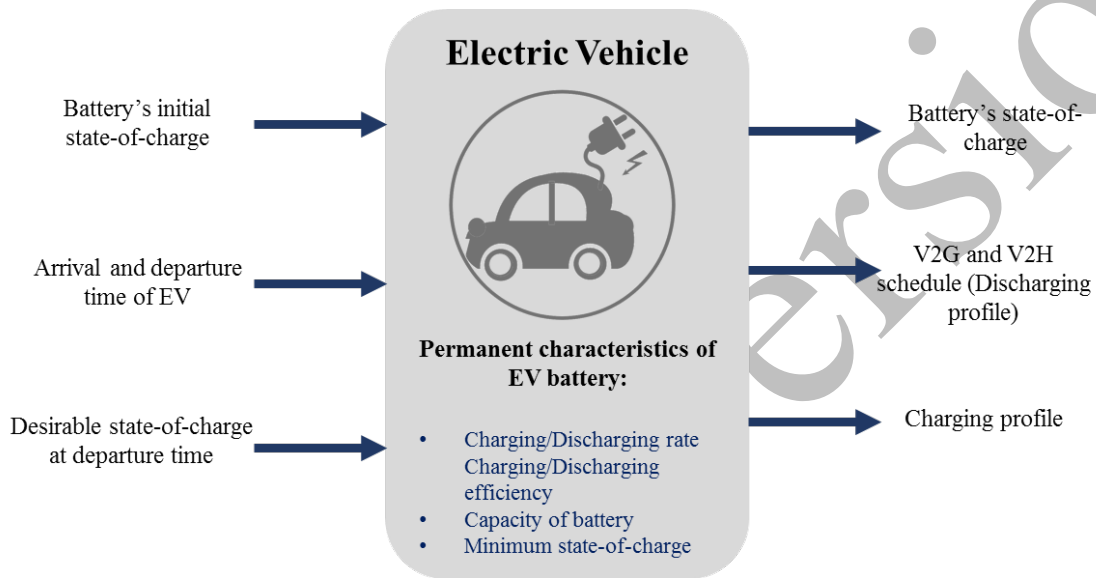 Electric Vehicle
Battery's initial
state-of-charge
Arrival and departure
time of EV
Desirable state-of-charge
at departure time
Permanent characteristics of
EV battery:
• Charging/Discharging rate
Charging/Discharging
efficiency
• Capacity of battery
• Minimum state-of-charge
Battery's state-of-
charge
V2G and V2H
schedule (Discharging
profile)
Charging profile